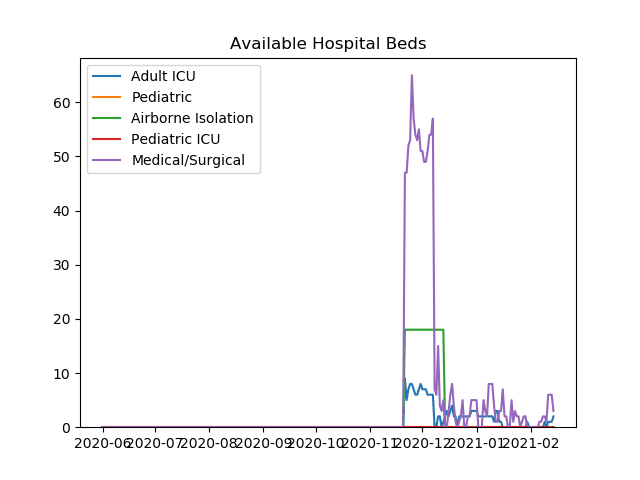 Available Hospital Beds
Adult ICU
Pediatric
Airborne Isolation
Pediatric ICU
Medical/Surgical
60
50
40
30
20
10
0
2020-06 2020-07 2020-08 2020-09 2020-10 2020-11 2020-12 2021-01 2021-02